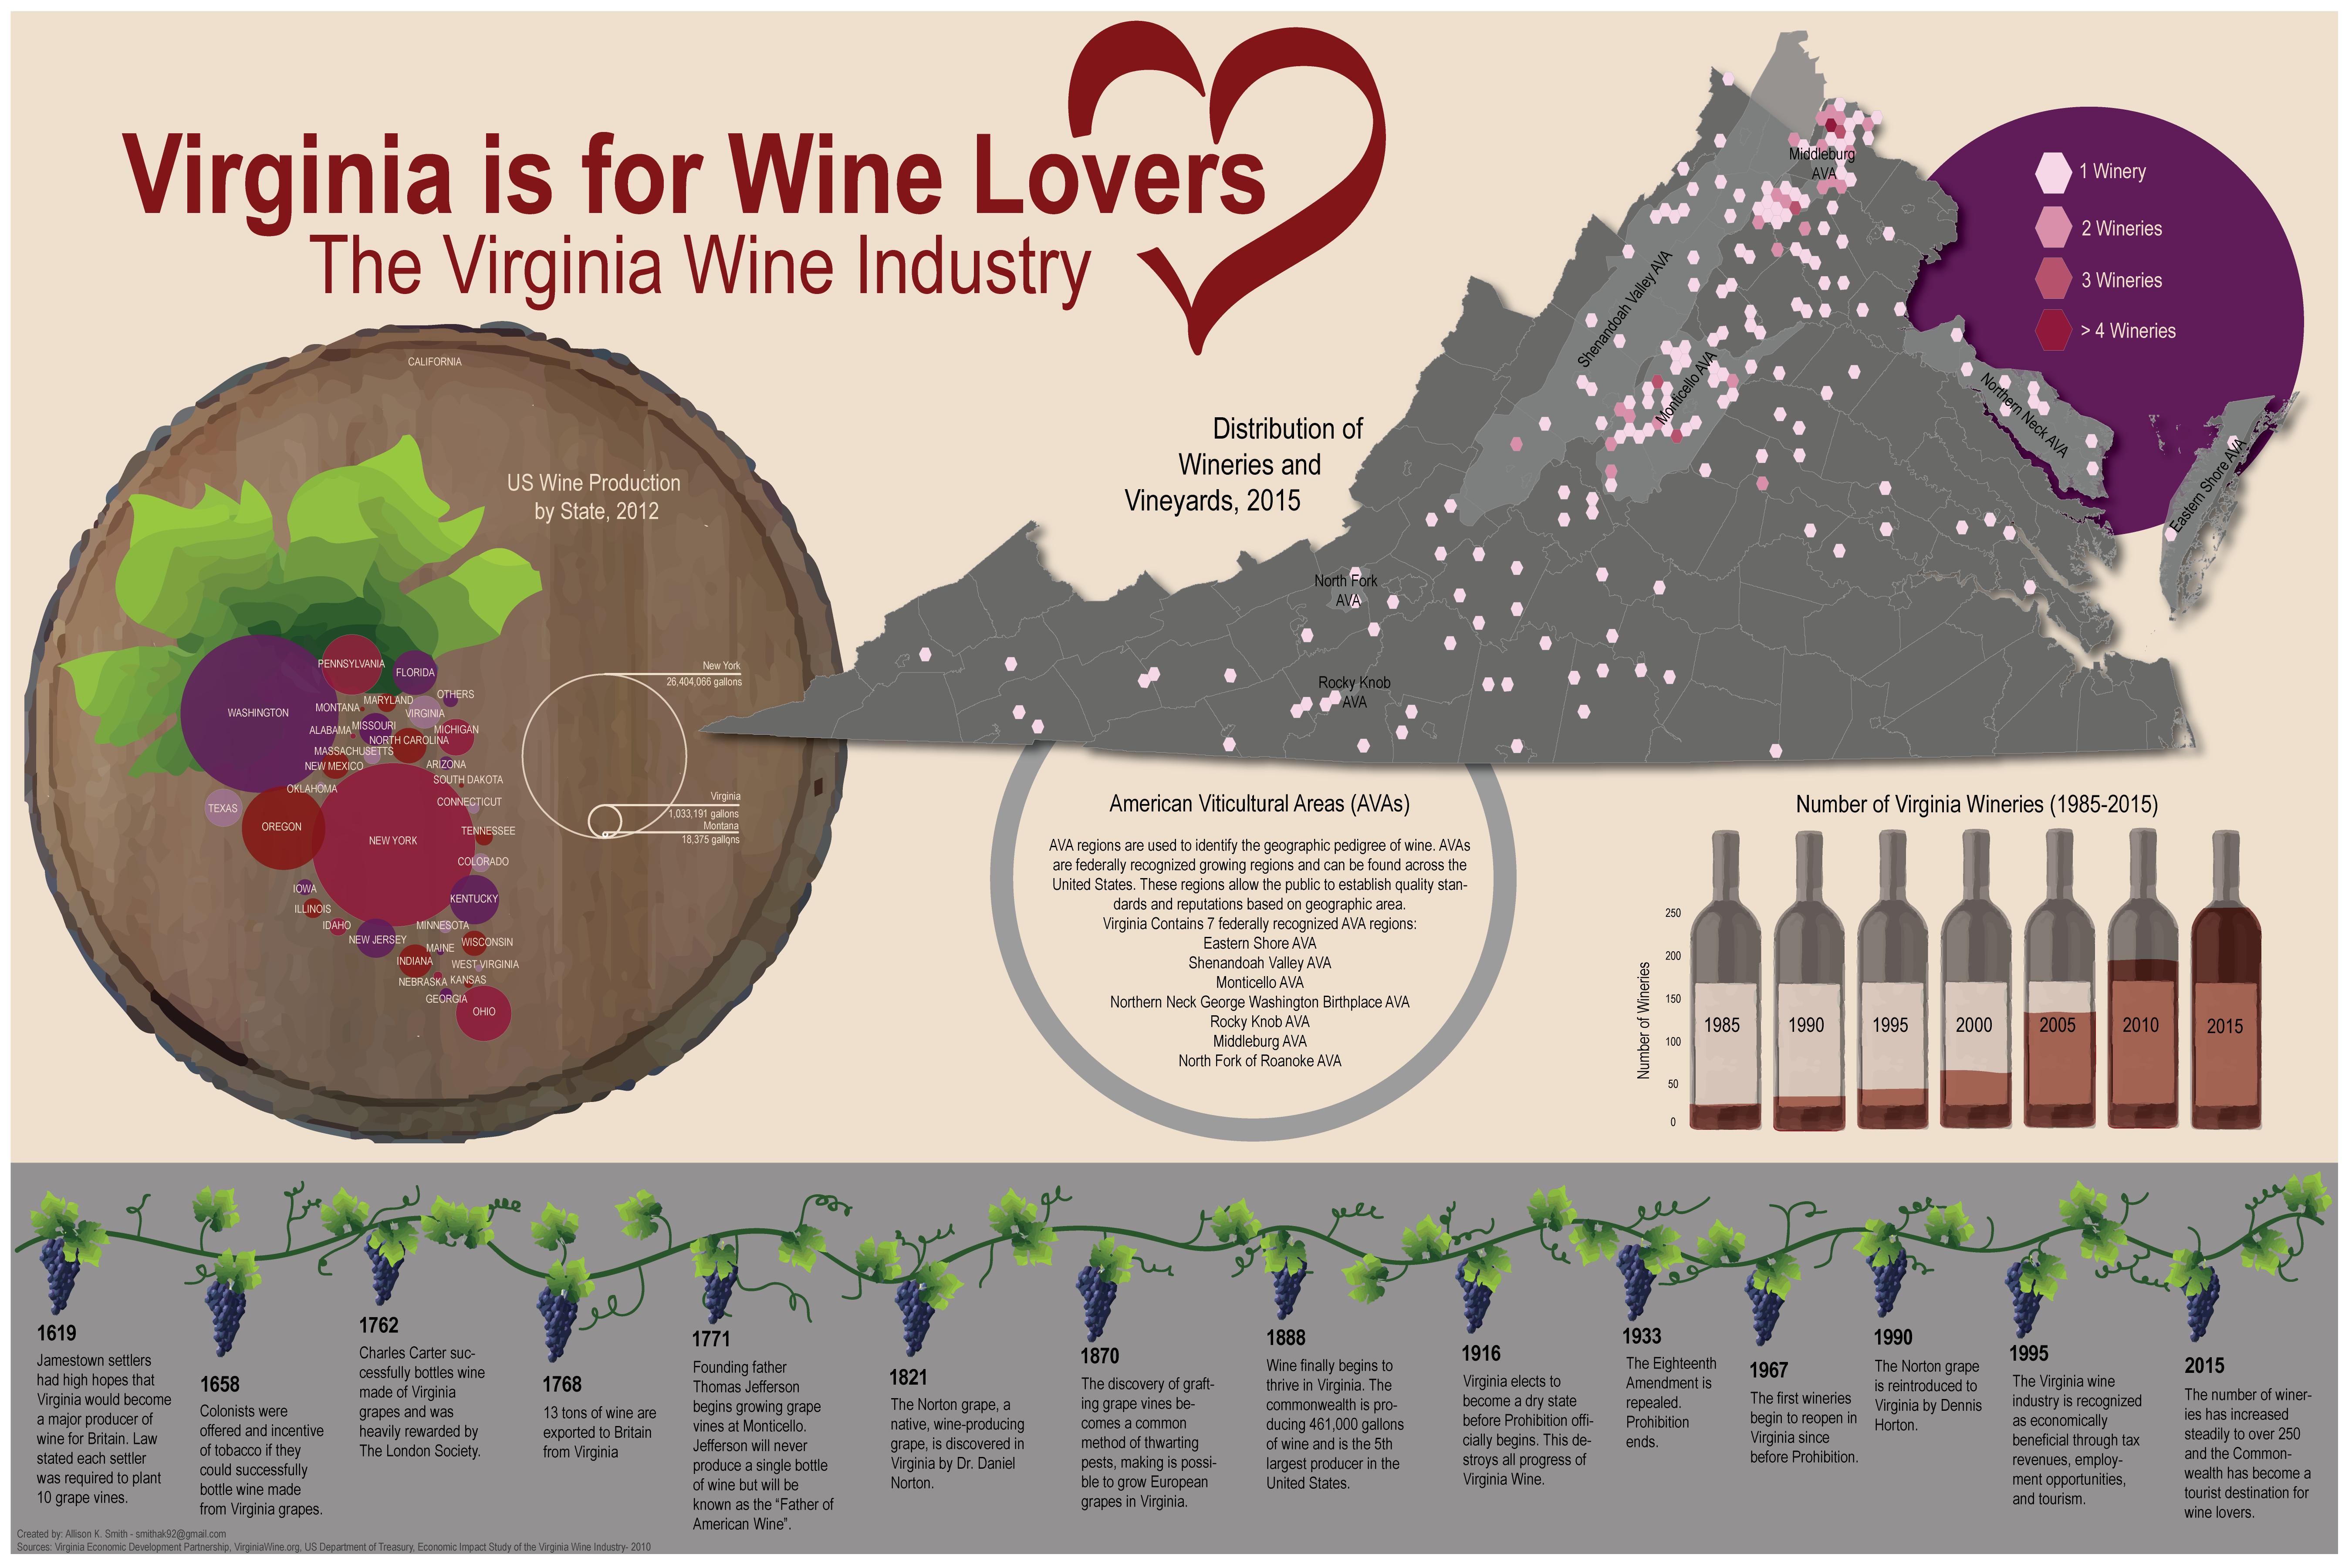 Virginia is for Wine Lovers
The Virginia Wine Industry
CALIFORNIA
US Wine Production
by State, 2012
WASHINGTON
PENNSYLVANIA
FLORIDA
OTHERS
MARYLAND
MONTANA
VIRGINIA
ALABAMA
MISSOURI
MICHIGAN
NORTH CAROLINA
MASSACHUSETTS
NEW MEXICO
ARIZONA
SOUTH DAKOTA
OKLAHOMA
CONNECTICUT
TEXAS
OREGON
NEW YORK
TENNESSEE
COLORADO
IOWA
KENTUCKY
ILLINOIS
IDAHO
MINNESOTA
NEW JERSEY
WISCONSIN
MAINE
INDIANA
WEST VIRGINIA
NEBRASKA
KANSAS
GEORGIA
OHIO
New York
26,404,066 gallons
Virginia
1,033,191 gallons
Montana
18,375 gallons
Distribution of
Wineries and
Vineyards, 2015
Middleburg
AVA
Shenandoah Valley AVA
Monticello AVA
Northern Neck AVA
Eastern Shore AVA
North Fork
AVA
Rocky Knob
AVA
1 Winery
2 Wineries
3 Wineries
> 4 Wineries
American Viticultural Areas (AVAs)
AVA regions are used to identify the geographic pedigree of wine. AVAs
are federally recognized growing regions and can be found across the
United States. These regions allow the public to establish quality stan-
dards and reputations based on geographic area.
Virginia Contains 7 federally recognized AVA regions:
Eastern Shore AVA
Shenandoah Valley AVA
Monticello AVA
Northern Neck George Washington Birthplace AVA
Rocky Knob AVA
Middleburg AVA
North Fork of Roanoke AVA
Number of Virginia Wineries (1985-2015)
Number of Wineries
250
200
150
100
50
0
1985
1990
1995
2000
2005
2010
2015
1619
Jamestown settlers
had high hopes that
Virginia would become
a major producer of
wine for Britain. Law
stated each settler
was required to plant
10 grape vines.
1658
Colonists were
offered and incentive
of tobacco if they
could successfully
bottle wine made
from Virginia grapes.
1762
Charles Carter suc-
cessfully bottles wine
made of Virginia
grapes and was
heavily rewarded by
The London Society.
1768
13 tons of wine are
exported to Britain
from Virginia
1771
Founding father
Thomas Jefferson
begins growing grape
vines at Monticello.
Jefferson will never
produce a single bottle
of wine but will be
known as the “Father of
American Wine”.
1821
The Norton grape, a
native, wine-producing
grape, is discovered in
Virginia by Dr. Daniel
Norton.
1870
The discovery of graft-
ing grape vines be-
comes a common
method of thwarting
pests, making is possi-
ble to grow European
grapes in Virginia.
1888
Wine finally begins to
thrive in Virginia. The
commonwealth is pro-
ducing 461,000 gallons
of wine and is the 5th
largest producer in the
United States.
1916
Virginia elects to
become a dry state
before Prohibition offi-
cially begins. This de-
stroys all progress of
Virginia Wine.
1933
The Eighteenth
Amendment is
repealed.
Prohibition
ends.
1967
The first wineries
begin to reopen in
Virginia since
before Prohibition.
1990
The Norton grape
is reintroduced to
Virginia by Dennis
Horton.
1995
The Virginia wine
industry is recognized
as economically
beneficial through tax
revenues, employ-
ment opportunities,
and tourism.
2015
The number of winer-
ies has increased
steadily to over 250
and the Common-
wealth has become a
tourist destination for
wine lovers.
Created by: Allison K. Smith - smithak92@gmail.com
Sources: Virginia Economic Development Partnership, VirginiaWine.org, US Department of Treasury, Economic Impact Study of the Virginia Wine Industry- 2010